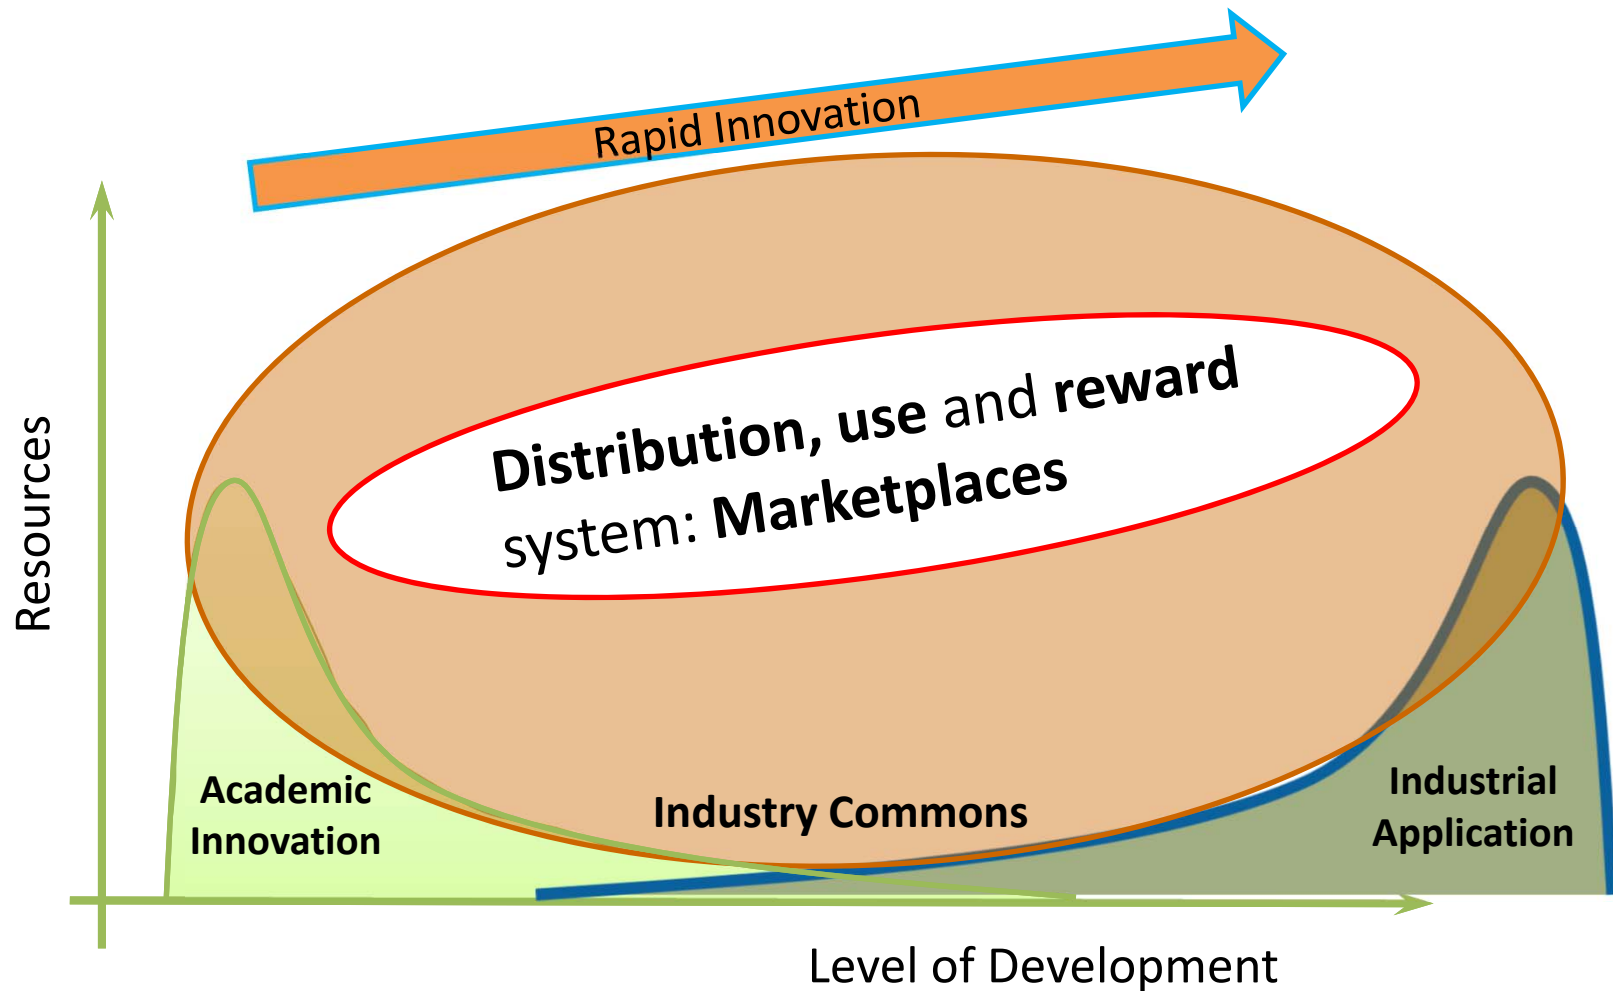 Rapid Innovation
Resources
Distribution, use and reward
system: Marketplaces
Academic
Innovation
Industry Commons
Industrial
Application
Level of Development